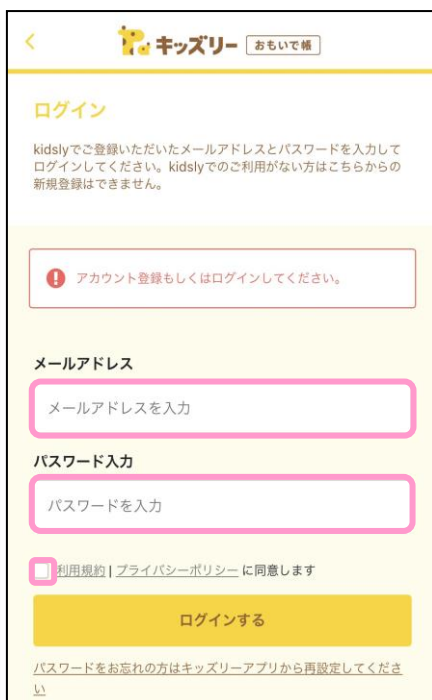 キッズリー おもいで帳
ログイン
kidslyでご登録いただいたメールアドレスとパスワードを入力して
ログインしてください。kidslyでのご利用がない方はこちらからの
新規登録はできません。
アカウント登録もしくはログインしてください。
メールアドレス
メールアドレスを入力
パスワード入力
パスワードを入力
利用規約 | プライバシーポリシー に同意します
ログインする
パスワードをお忘れの方はキッズリーアプリから再設定してくださ
い